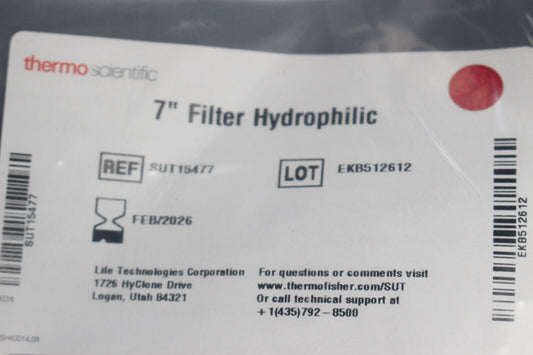 thermo scientific
7" Filter Hydrophilic
REF SUT15477
LOT EKB512612
FEB/2026
SUT15477
EKB512612
Life Technologies Corporation
1726 HyClone Drive
Logan, Utah 84321
For questions or comments visit
www.thermofisher.com/SUT
Or call technical support at
+1(435)792-8500
SH40014.05